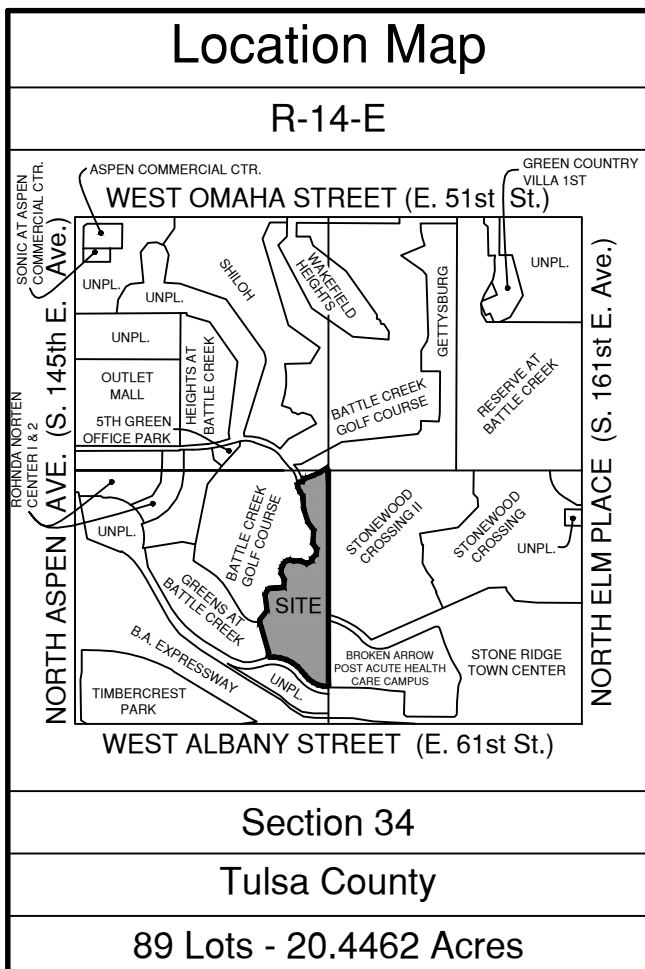 Location Map
R-14-E
ASPEN COMMERCIAL CTR.
GREEN COUNTRY
VILLA 1ST
WEST OMAHA STREET (E. 51st St.)
SONIC AT ASPEN
COMMERCIAL CTR.
NORTH ASPEN AVE. (S. 145th E. Ave.)
UNPL.
UNPL.
SHILOH
WAKEFIELD
HEIGHTS
GETTYSBURG
UNPL.
UNPL.
OUTLET
MALL
HEIGHTS AT
BATTLE CREEK
5TH GREEN
OFFICE PARK
BATTLE CREEK
GOLF COURSE
RESERVE AT
BATTLE CREEK
NORTH ELM PLACE (S. 161st E. Ave.)
ROHNDA NORTEN
CENTER I & 2
UNPL.
BATTLE CREEK
GOLF COURSE
STONEWOOD
CROSSING II
STONEWOOD
CROSSING
UNPL.
GREENS AT
BATTLE CREEK
SITE
B.A. EXPRESSWAY
BROKEN ARROW
POST ACUTE HEALTH
CARE CAMPUS
STONE RIDGE
TOWN CENTER
UNPL.
TIMBERCREST
PARK
WEST ALBANY STREET (E. 61st St.)
Section 34
Tulsa County
89 Lots - 20.4462 Acres